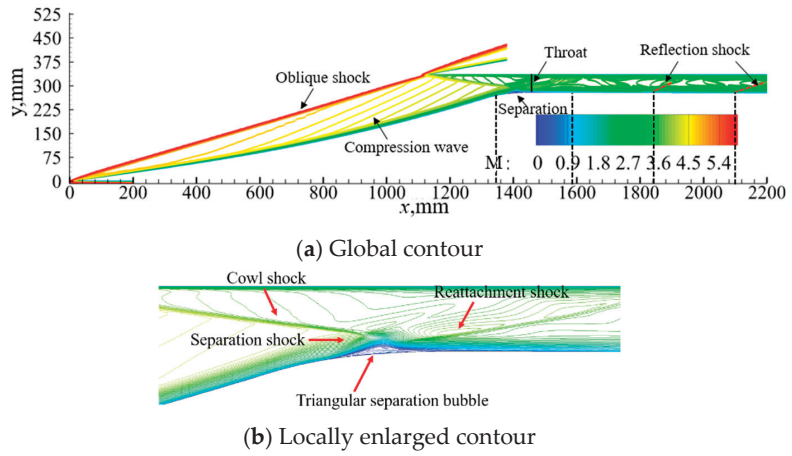 y,mm
525
450
375
300
225
150
75
0
Oblique shock
Compression wave
Throat
Reflection shock
Separation
M : 0 0.9 1.8 2.7 3.6 4.5 5.4
0 200 400 600 800 1000 1200 1400 1600 1800 2000 2200
x,mm
(a) Global contour
Cowl shock
Reattachment shock
Separation shock
Triangular separation bubble
(b) Locally enlarged contour